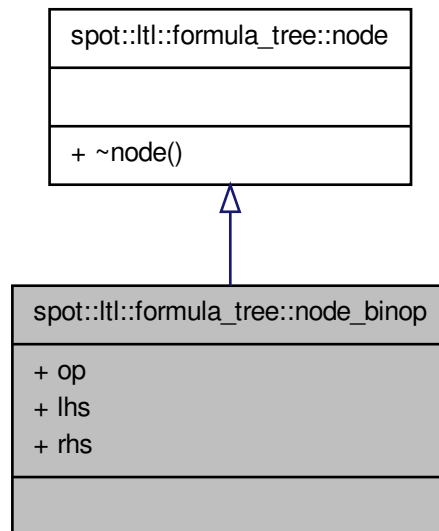 spot::ltl::formula_tree::node
+ ~node()
spot::ltl::formula_tree::node_binop
+ op
+ lhs
+ rhs